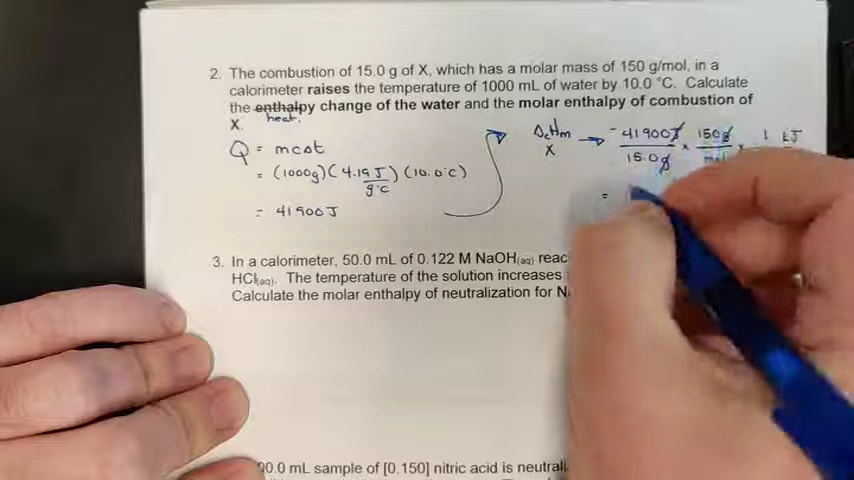 2. The combustion of 15.0 g of X, which has a molar mass of 150 g/mol, in a
calorimeter raises the temperature of 1000 mL of water by 10.0 °C. Calculate
the enthalpy change of the water and the molar enthalpy of combustion of
X. heat.
Q = mcΔt
= (1000g)(4.19 J/g°C)(10.0°C)
= 41900J
ΔcHm
X
→ -41900J/15.0g × 150g/mol × 1 kJ
=
3. In a calorimeter, 50.0 mL of 0.122 M NaOH(aq)
HCl(aq). The temperature of the solution increases
Calculate the molar enthalpy of neutralization for
00.0 mL sample of [0.150] nitric acid is